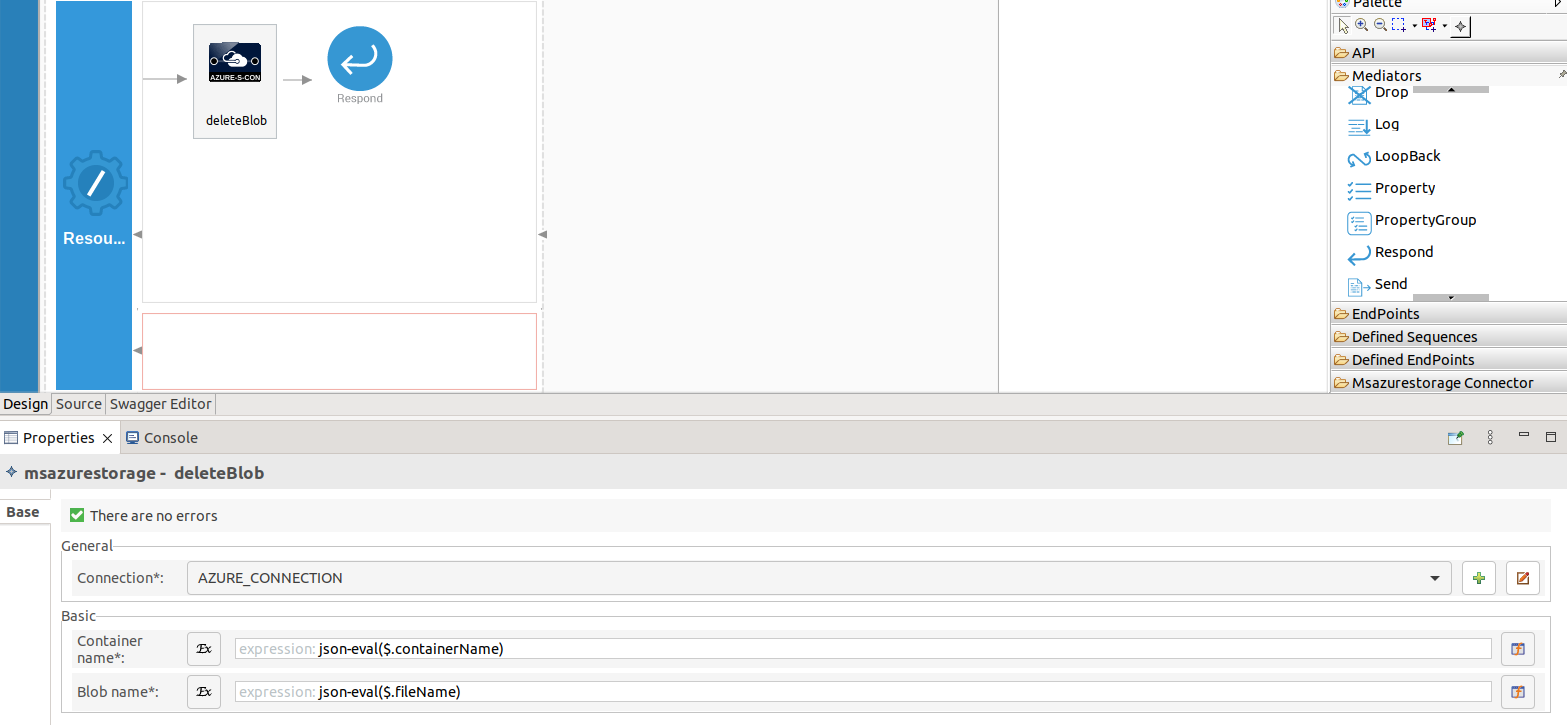 Palette
API
Mediators
Drop
Log
LoopBack
Property
PropertyGroup
Respond
Send
EndPoints
Defined Sequences
Defined EndPoints
Msazurestorage Connector
AZURE-S-CON
deleteBlob
Respond
Resou...
Design Source Swagger Editor
Properties Console
msazurestorage - deleteBlob
Base
There are no errors
General
Connection*: AZURE_CONNECTION
Basic
Container
name*: Ex expression: json-eval($.containerName)
Blob name*: Ex expression: json-eval($.fileName)